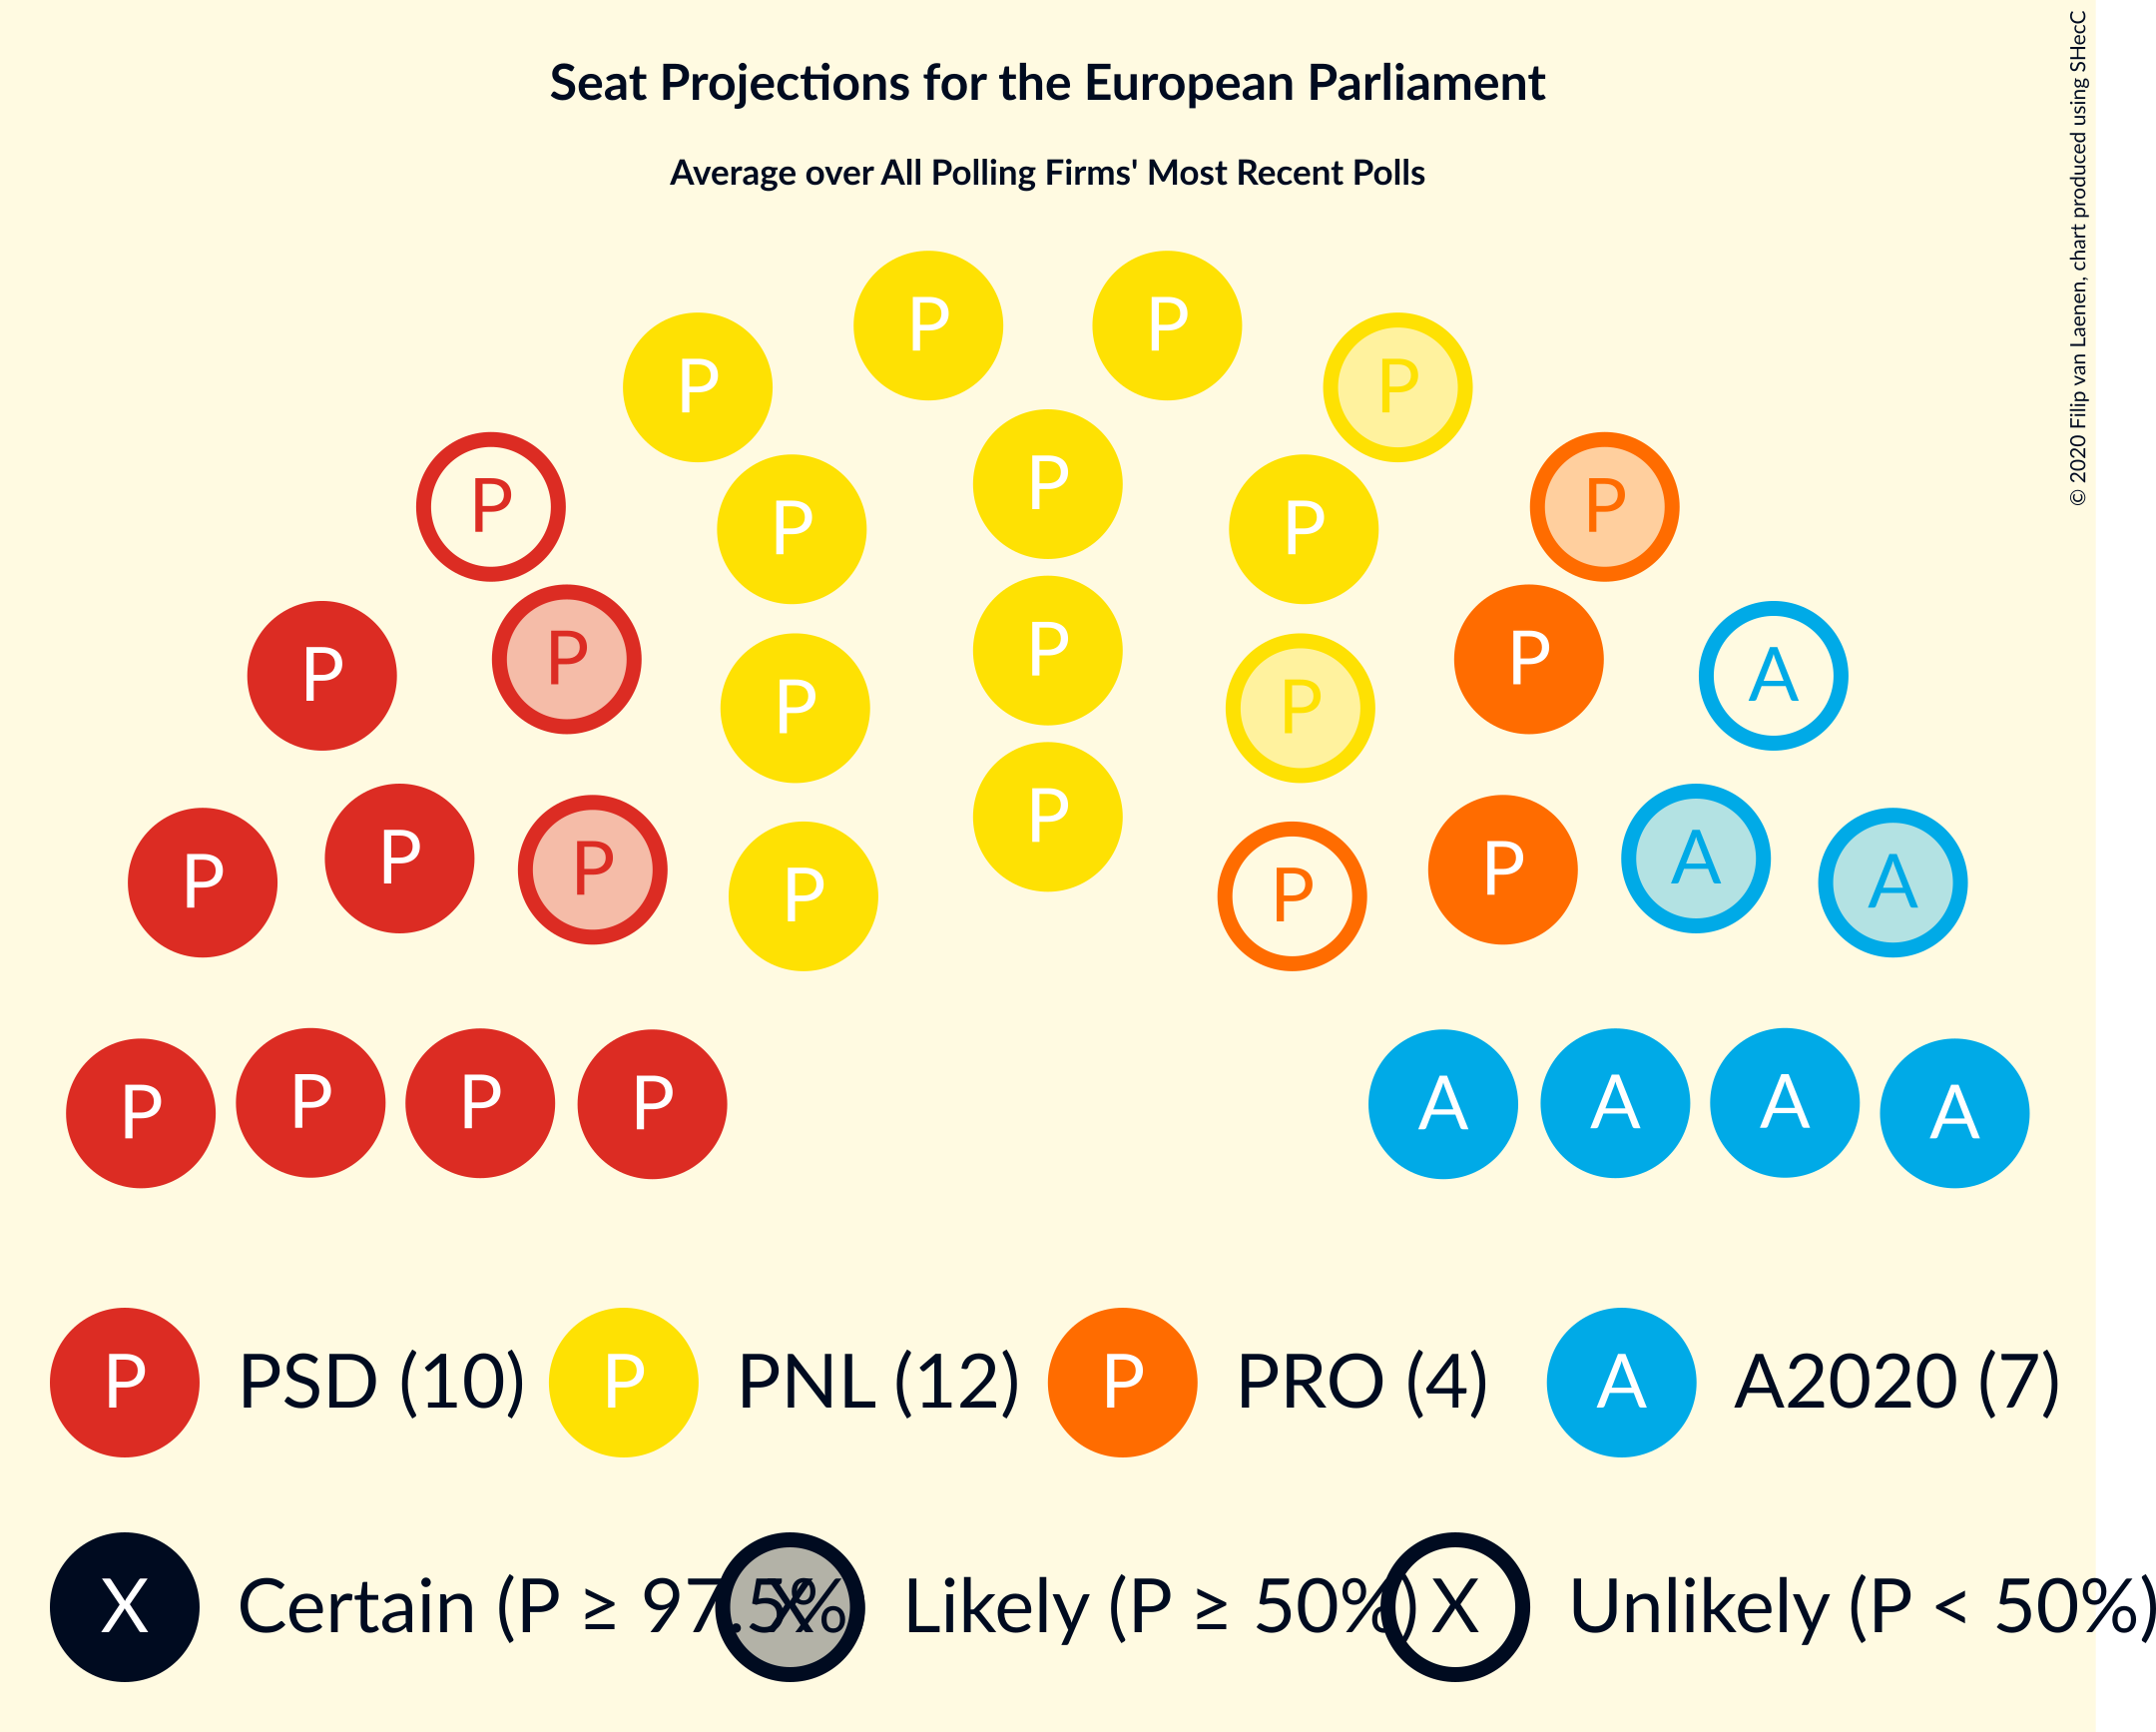 Seat Projections for the European Parliament
Average over All Polling Firms' Most Recent Polls
© 2020 Filip van Laenen, chart produced using SHecC
P P
P P
P P P
P P P P
P P P P
P P A
P P P P
P P P A A
P P P P A A A A
P PSD (10) P PNL (12) P PRO (4) A A2020 (7)
X Certain (P ≥ 97.5% X Likely (P ≥ 50%) X Unlikely (P < 50%)